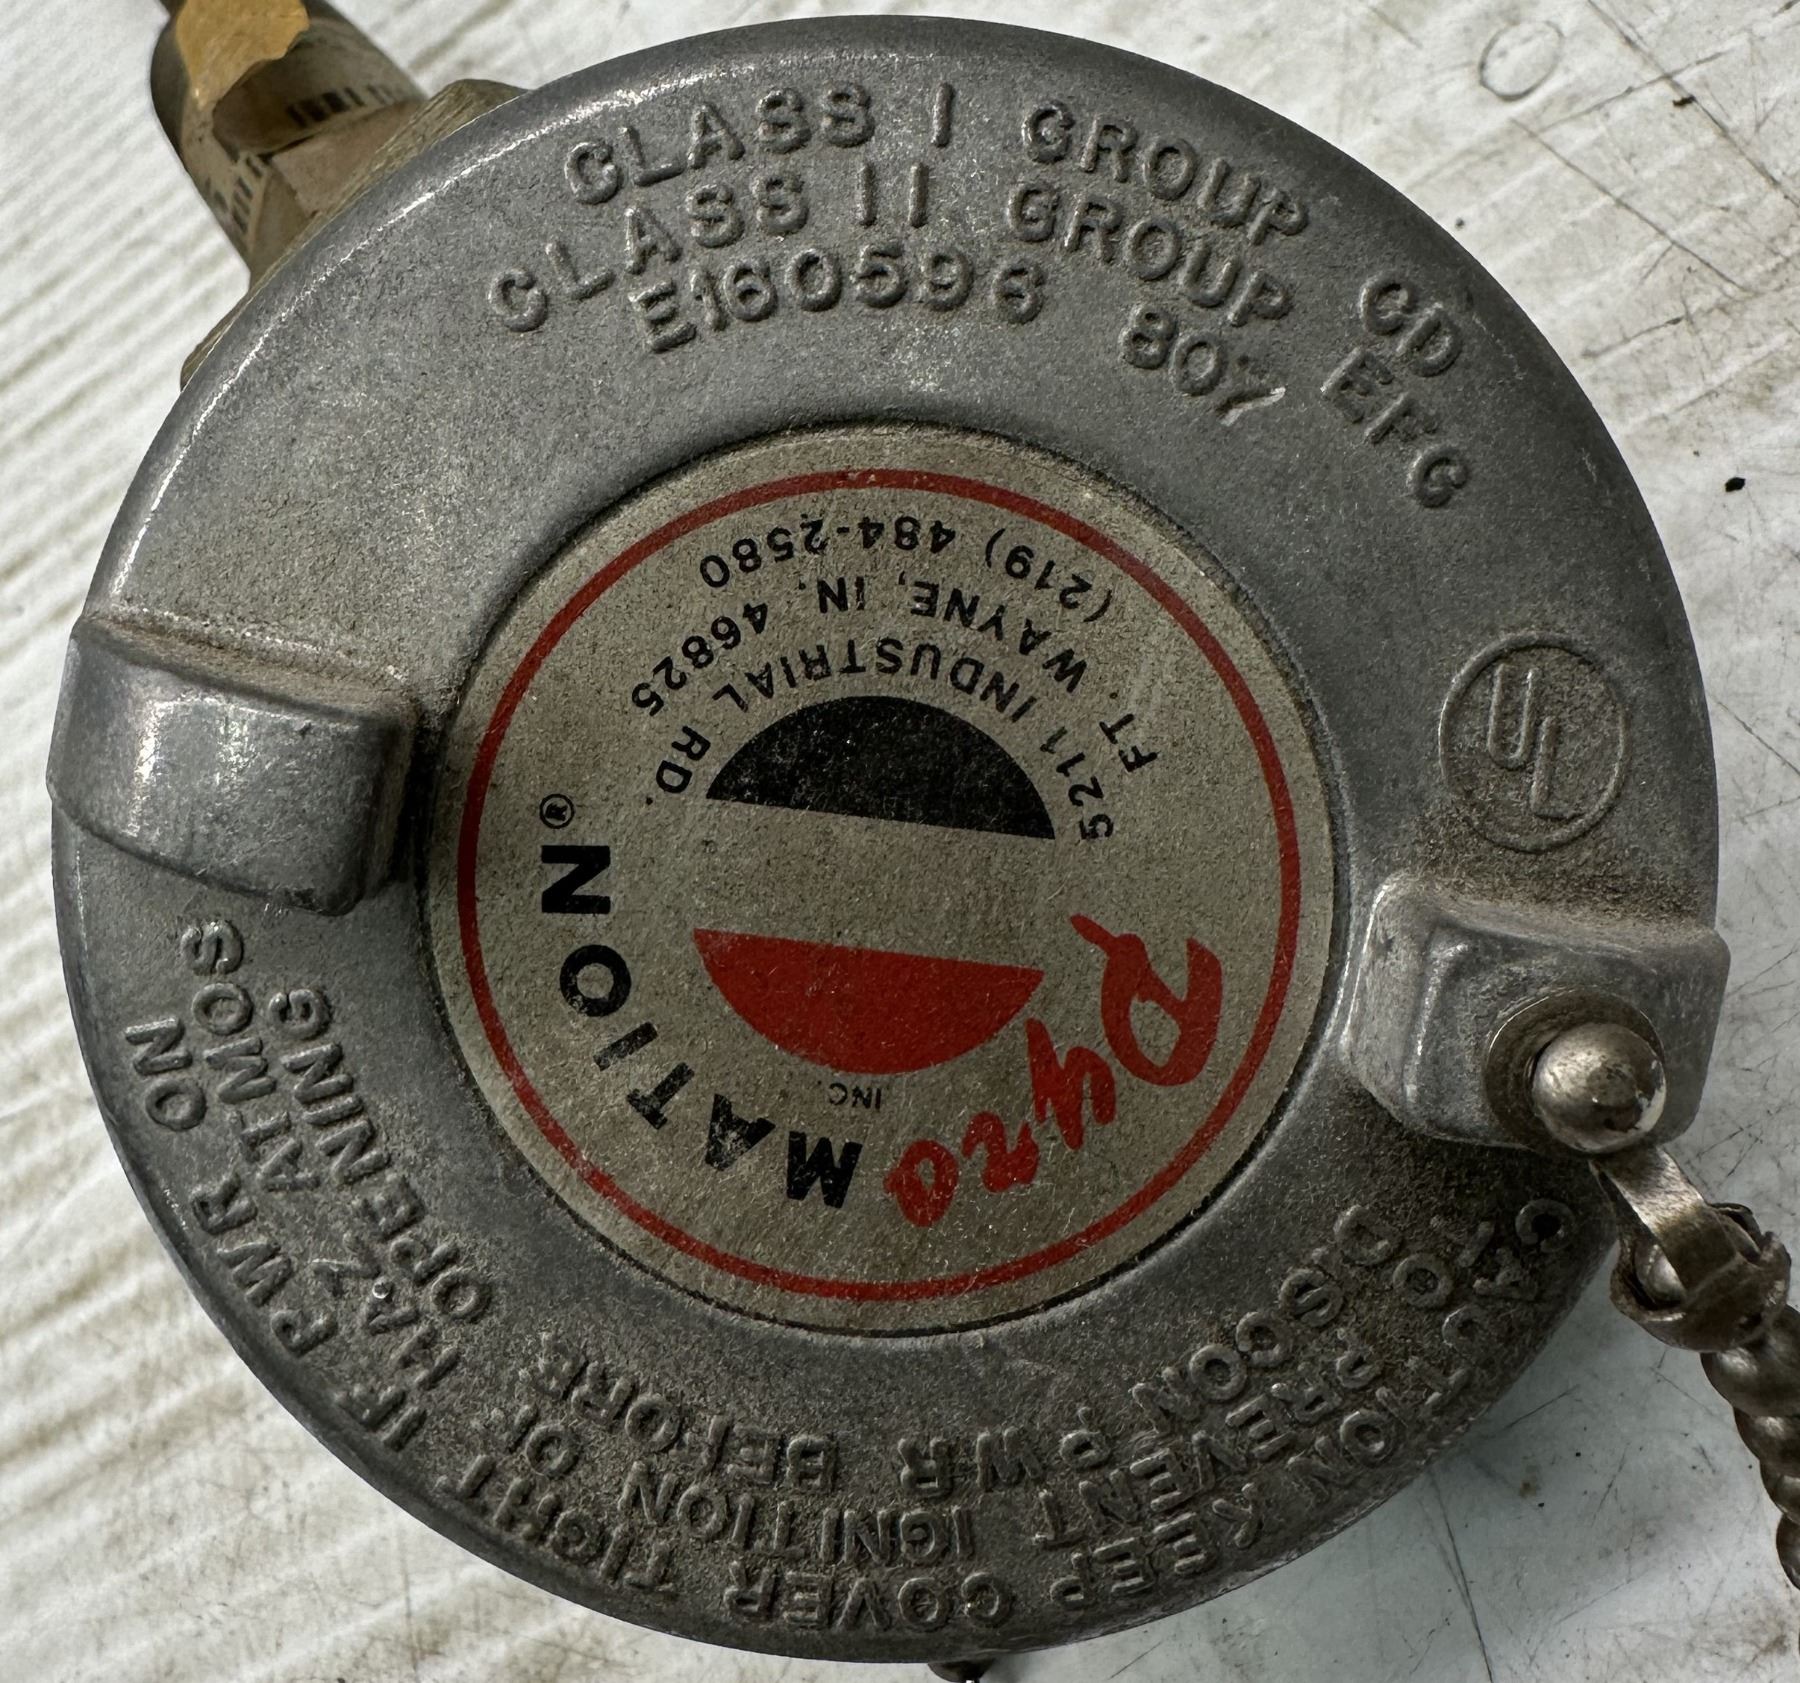 CLASS I GROUP CD
CLASS II GROUP EFG
E160596 807
UL
Pyro MATION®
INC.
5211 INDUSTRIAL RD.
FT. WAYNE, IN. 46825
(219) 484-2580
CAUTION KEEP COVER TIGHT IF PWR ON
TO PREVENT IGNITION OF HAZ ATMOS
DISCON PWR BEFORE OPENING